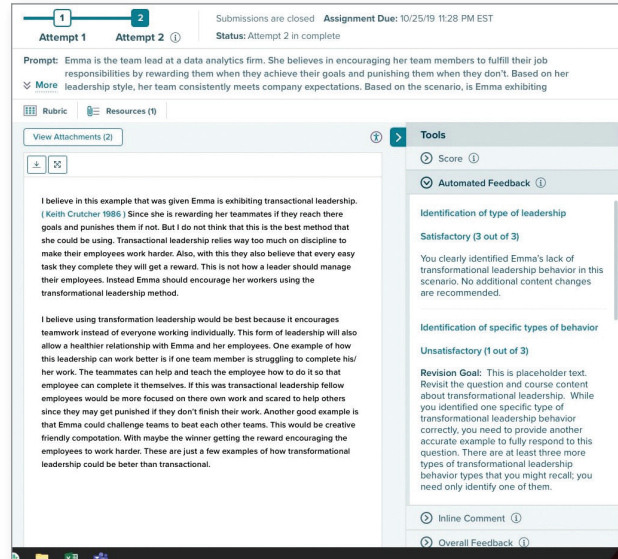 1 2
Attempt 1 Attempt 2
Submissions are closed Assignment Due: 10/25/19 11:28 PM EST
Status: Attempt 2 in complete
Prompt: Emma is the team lead at a data analytics firm. She believes in encouraging her team members to fulfill their job
responsibilities by rewarding them when they achieve their goals and punishing them when they don't. Based on her
More leadership style, her team consistently meets company expectations. Based on the scenario, is Emma exhibiting
Rubric Resources (1)
View Attachments (2)
I believe in this example that was given Emma is exhibiting transactional leadership.
( Keith Crutcher 1986 ) Since she is rewarding her teammates if they reach there
goals and punishes them if not. But I do not think that this is the best method that
she could be using. Transactional leadership relies way too much on discipline to
make their employees work harder. Also, with this they also believe that every easy
task they complete they will get a reward. This is not how a leader should manage
their employees. Instead Emma should encourage her workers using the
transformational leadership method.
I believe using transformation leadership would be best because it encourages
teamwork instead of everyone working individually. This form of leadership will also
allow a healthier relationship with Emma and her employees. One example of how
this leadership can work better is if one team member is struggling to complete his/
her work. The teammates can help and teach the employee how to do it so that
employee can complete it themselves. If this was transactional leadership fellow
employees would be more focused on there own work and scared to help others
since they may get punished if they don't finish their work. Another good example is
that Emma could challenge teams to beat each other teams. This would be creative
friendly compotation. With maybe the winner getting the reward encouraging the
employees to work harder. These are just a few examples of how transformational
leadership could be beter than transactional.
Tools
Score
Automated Feedback
Identification of type of leadership
Satisfactory (3 out of 3)
You clearly identified Emma's lack of
transformational leadership behavior in this
scenario. No additional content changes
are recommended.
Identification of specific types of behavior
Unsatisfactory (1 out of 3)
Revision Goal: This is placeholder text.
Revisit the question and course content
about transformational leadership. While
you identified one specific type of
transformational leadership behavior
correctly, you need to provide another
accurate example to fully respond to this
question. There are at least three more
types of transformational leadership
behavior types that you might recall; you
need only identify one of them.
Inline Comment
Overall Feedback